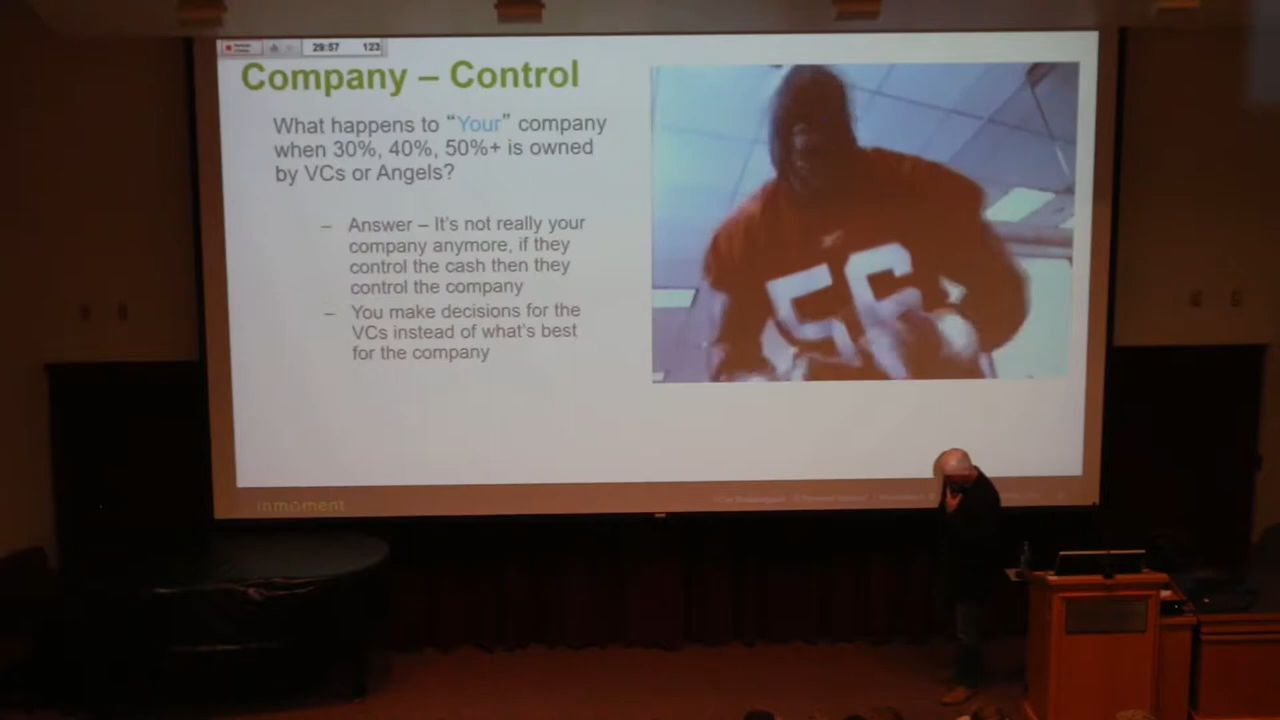 29:57 123
Company – Control
What happens to “Your” company
when 30%, 40%, 50%+ is owned
by VCs or Angels?
– Answer – It's not really your
company anymore, if they
control the cash then they
control the company
– You make decisions for the
VCs instead of what's best
for the company
56
inmoment